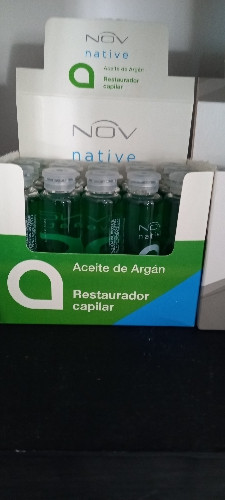 NOV
native
Aceite de Argán
Restaurador
capilar
NOV
native
Aceite de Argán
Restaurador
capilar